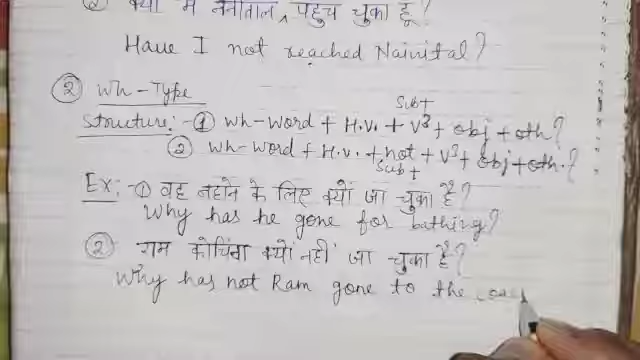 ② क्या मैं नैनीताल पहुँच चुका हूँ?
Have I not reached Nainital?
② Wh-Type
Sub+
Structure:- ① Wh-word + H.V. + V³ + obj + oth?
② Wh-word + H.V. + not + V³ + obj + oth.?
Sub+
Ex:- ① वह नहाने के लिए क्यों जा चुका है?
Why has he gone for bathing?
② राम कोचिंग क्यों नहीं जा चुका है?
Why has not Ram gone to the